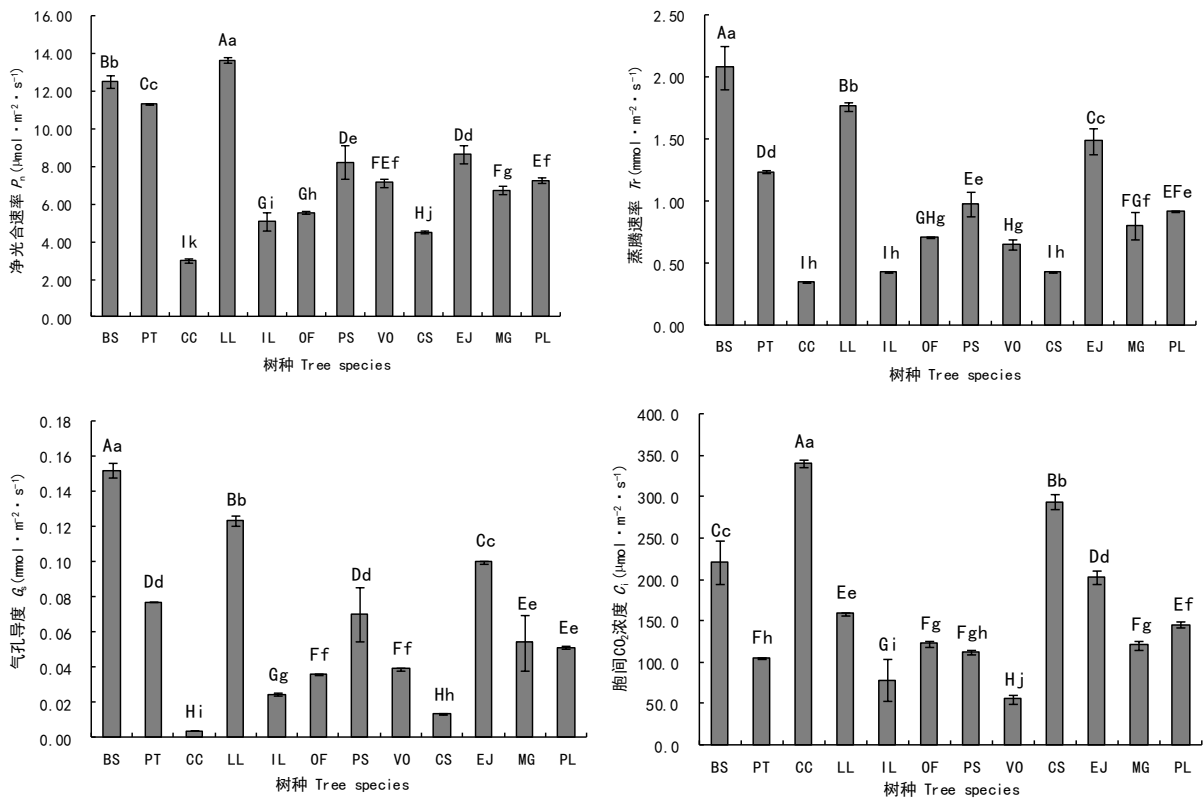 净光合速率 Pn (μmol·m⁻²·s⁻¹)
16.00
14.00
12.00
10.00
8.00
6.00
4.00
2.00
0.00
Bb Cc Ik Aa Gi Gh De FEf Hj Dd Fg Ef
BS PT CC LL IL OF PS VO CS EJ MG PL
树种 Tree species
蒸腾速率 Tr (mmol·m⁻²·s⁻¹)
2.50
2.00
1.50
1.00
0.50
0.00
Aa Dd Ih Bb Ih GHg Ee Hg Ih Cc FGf EFe
BS PT CC LL IL OF PS VO CS EJ MG PL
树种 Tree species
气孔导度 Gs (mmol·m⁻²·s⁻¹)
0.18
0.16
0.14
0.12
0.10
0.08
0.06
0.04
0.02
0.00
Aa Dd Hi Bb Gg Ff Dd Ff Hh Cc Ee Ee
BS PT CC LL IL OF PS VO CS EJ MG PL
树种 Tree species
胞间CO₂浓度 Ci (μmol·m⁻²·s⁻¹)
400.0
350.0
300.0
250.0
200.0
150.0
100.0
50.0
0.0
Cc Fh Aa Ee Gi Fg Fgh Hj Bb Dd Fg Ef
BS PT CC LL IL OF PS VO CS EJ MG PL
树种 Tree species